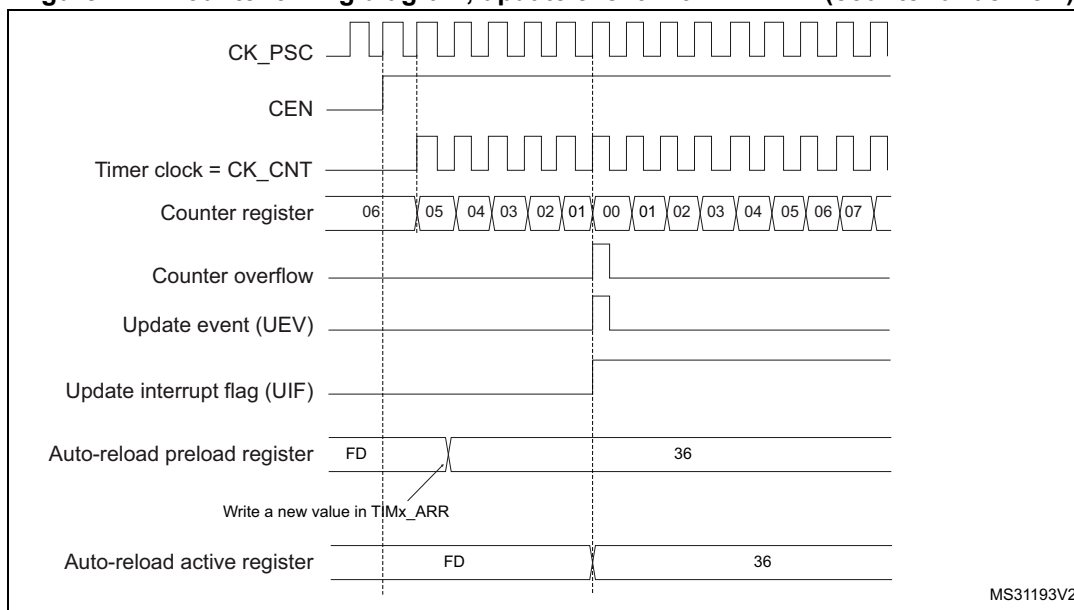 CK_PSC
CEN
Timer clock = CK_CNT
Counter register 06 05 04 03 02 01 00 01 02 03 04 05 06 07
Counter overflow
Update event (UEV)
Update interrupt flag (UIF)
Auto-reload preload register FD 36
Write a new value in TIMx_ARR
Auto-reload active register FD 36
MS31193V2